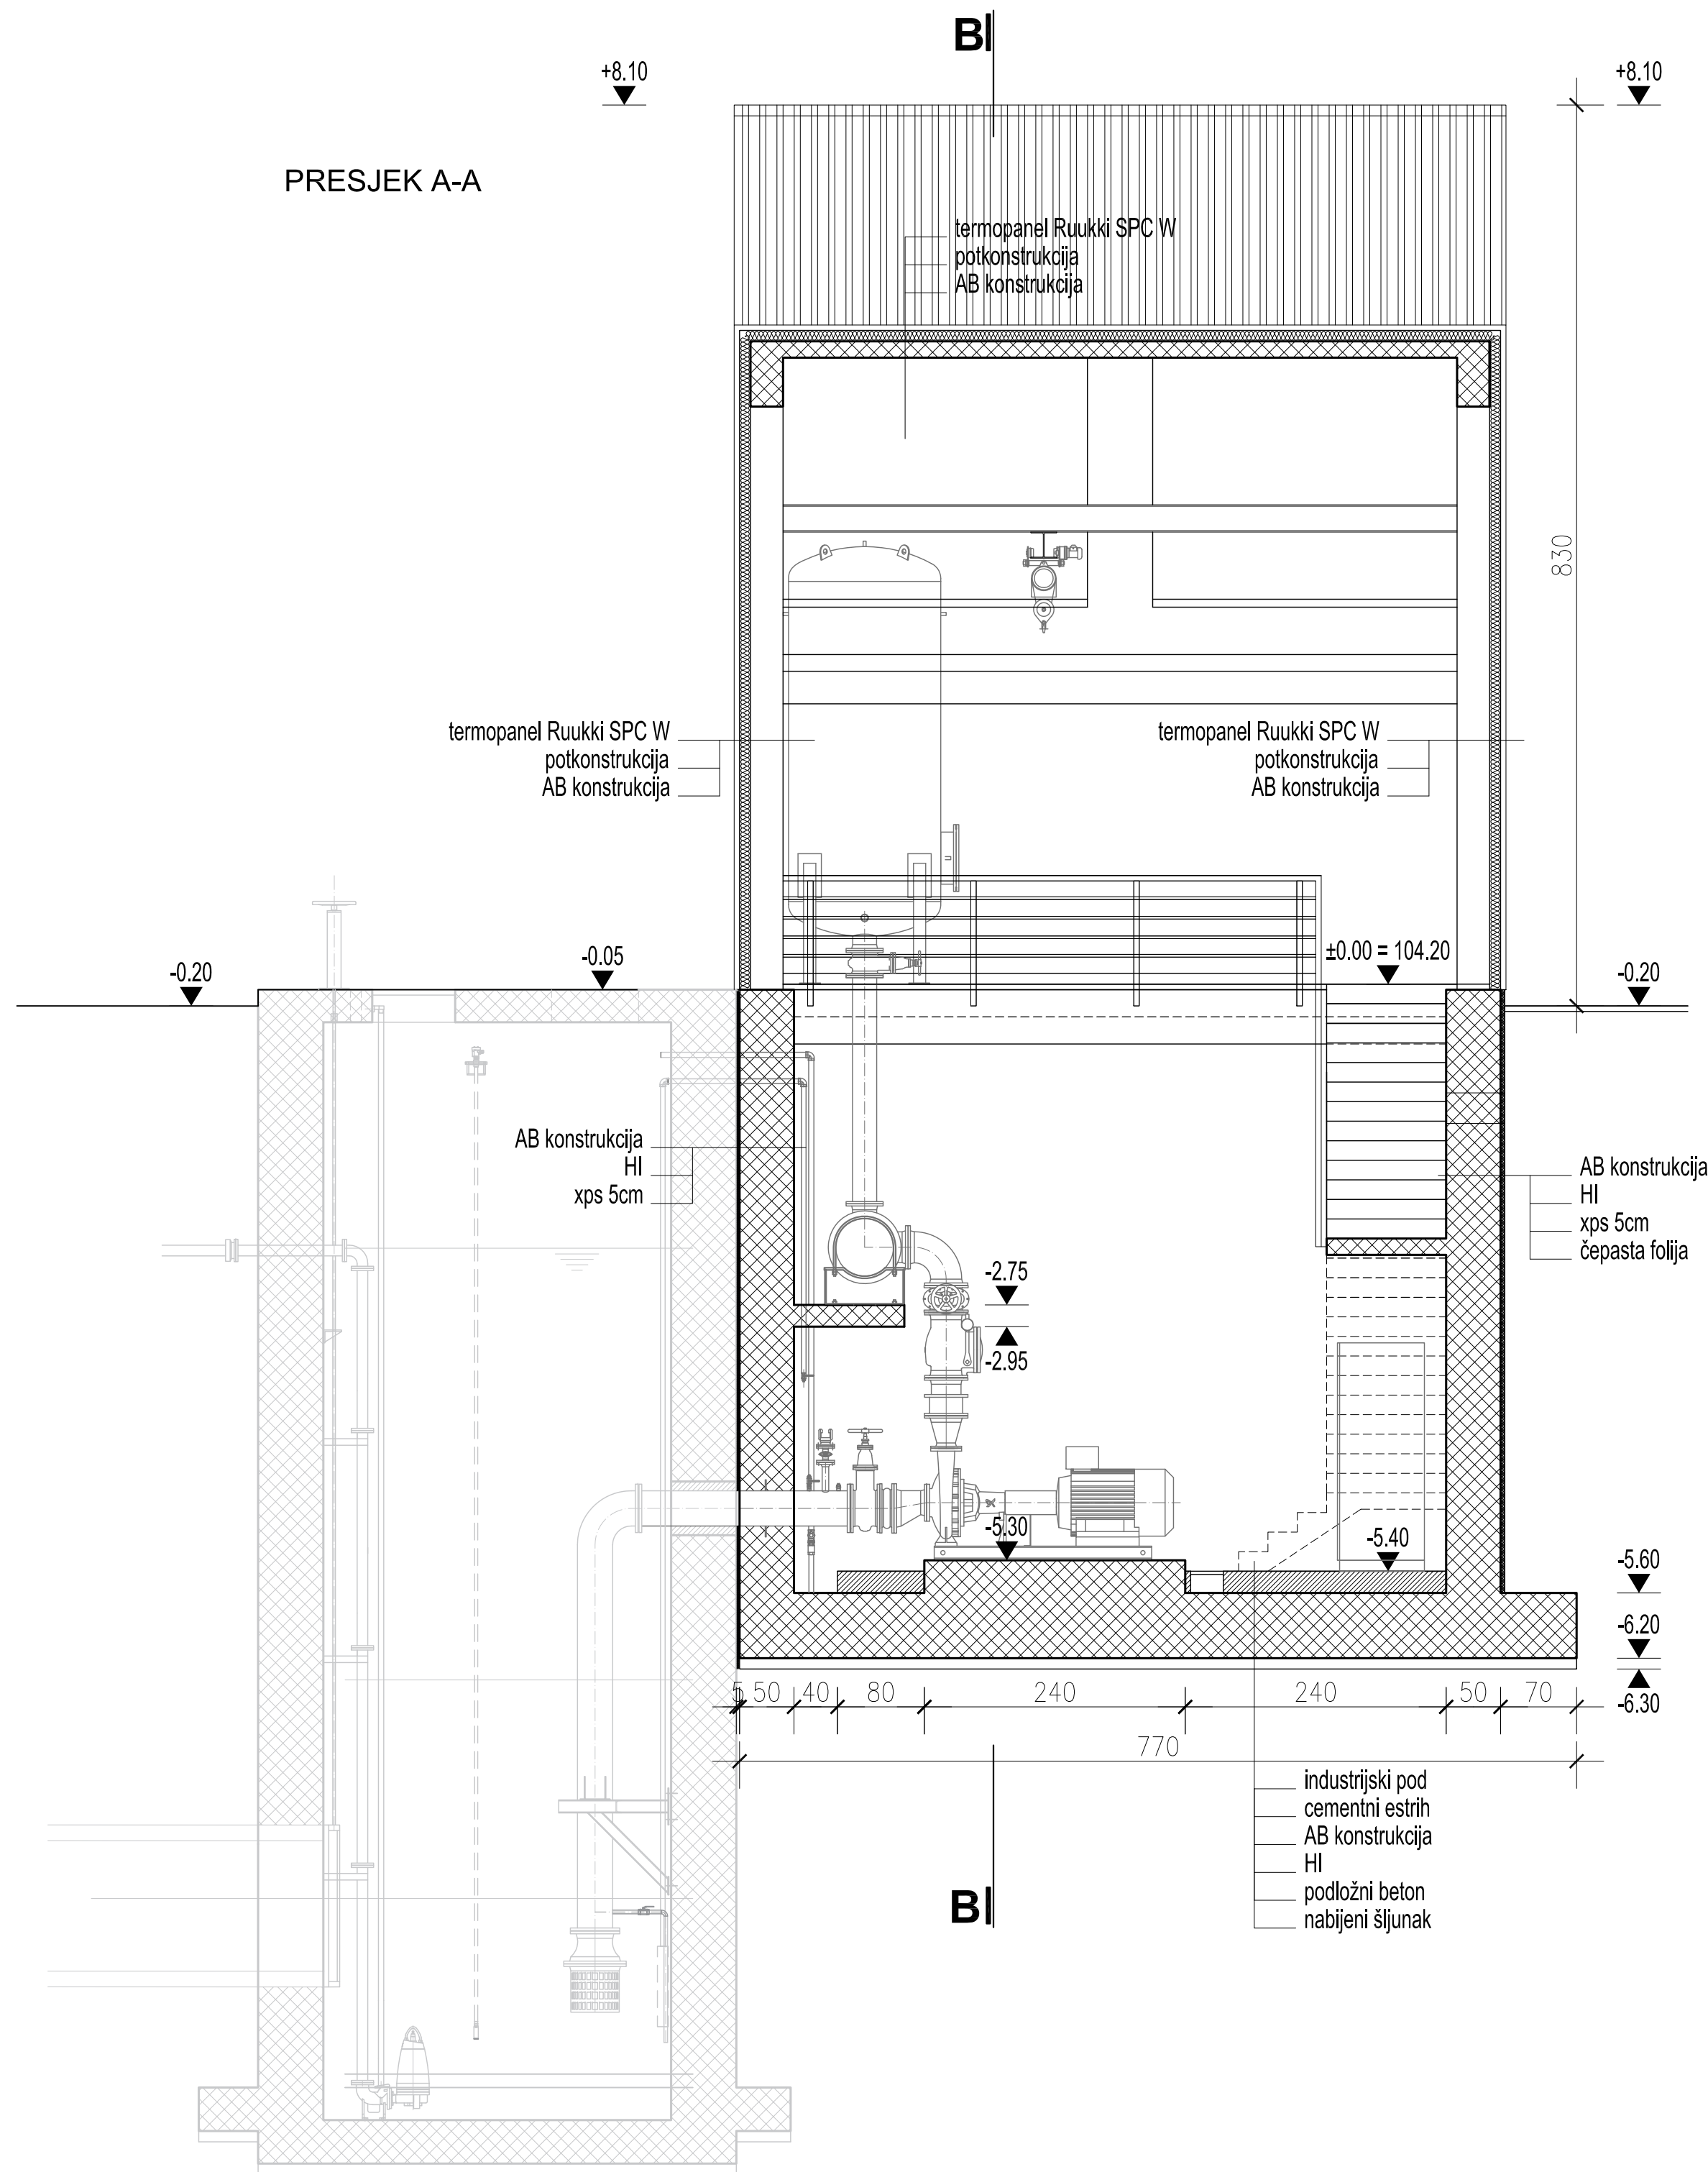 B
+8.10
+8.10
PRESJEK A-A
termopanel Ruukki SPC W
potkonstrukcija
AB konstrukcija
830
termopanel Ruukki SPC W
potkonstrukcija
AB konstrukcija
termopanel Ruukki SPC W
potkonstrukcija
AB konstrukcija
-0.20
-0.05
±0.00 = 104.20
-0.20
AB konstrukcija
HI
xps 5cm
AB konstrukcija
HI
xps 5cm
čepasta folija
-2.75
-2.95
-5.30
-5.40
-5.60
-6.20
-6.30
5 50 40 80 240 240 50 70
770
industrijski pod
cementni estrih
AB konstrukcija
HI
podložni beton
nabijeni šljunak
B